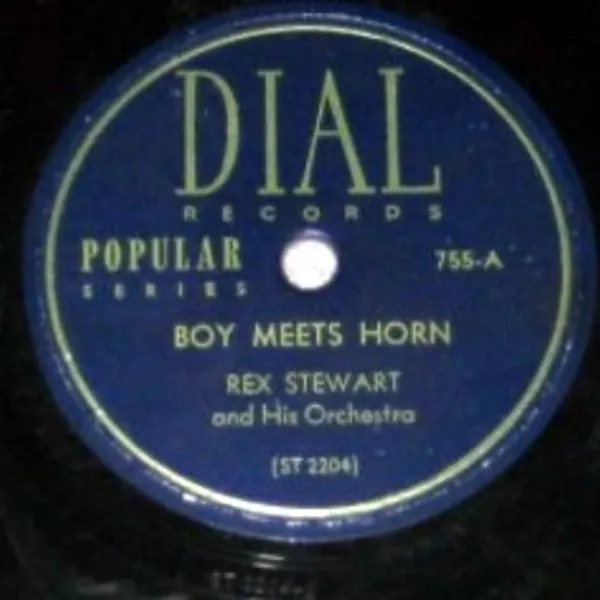 DIAL
RECORDS
POPULAR
SERIES
755-A
BOY MEETS HORN
REX STEWART
and His Orchestra
(ST 2204)